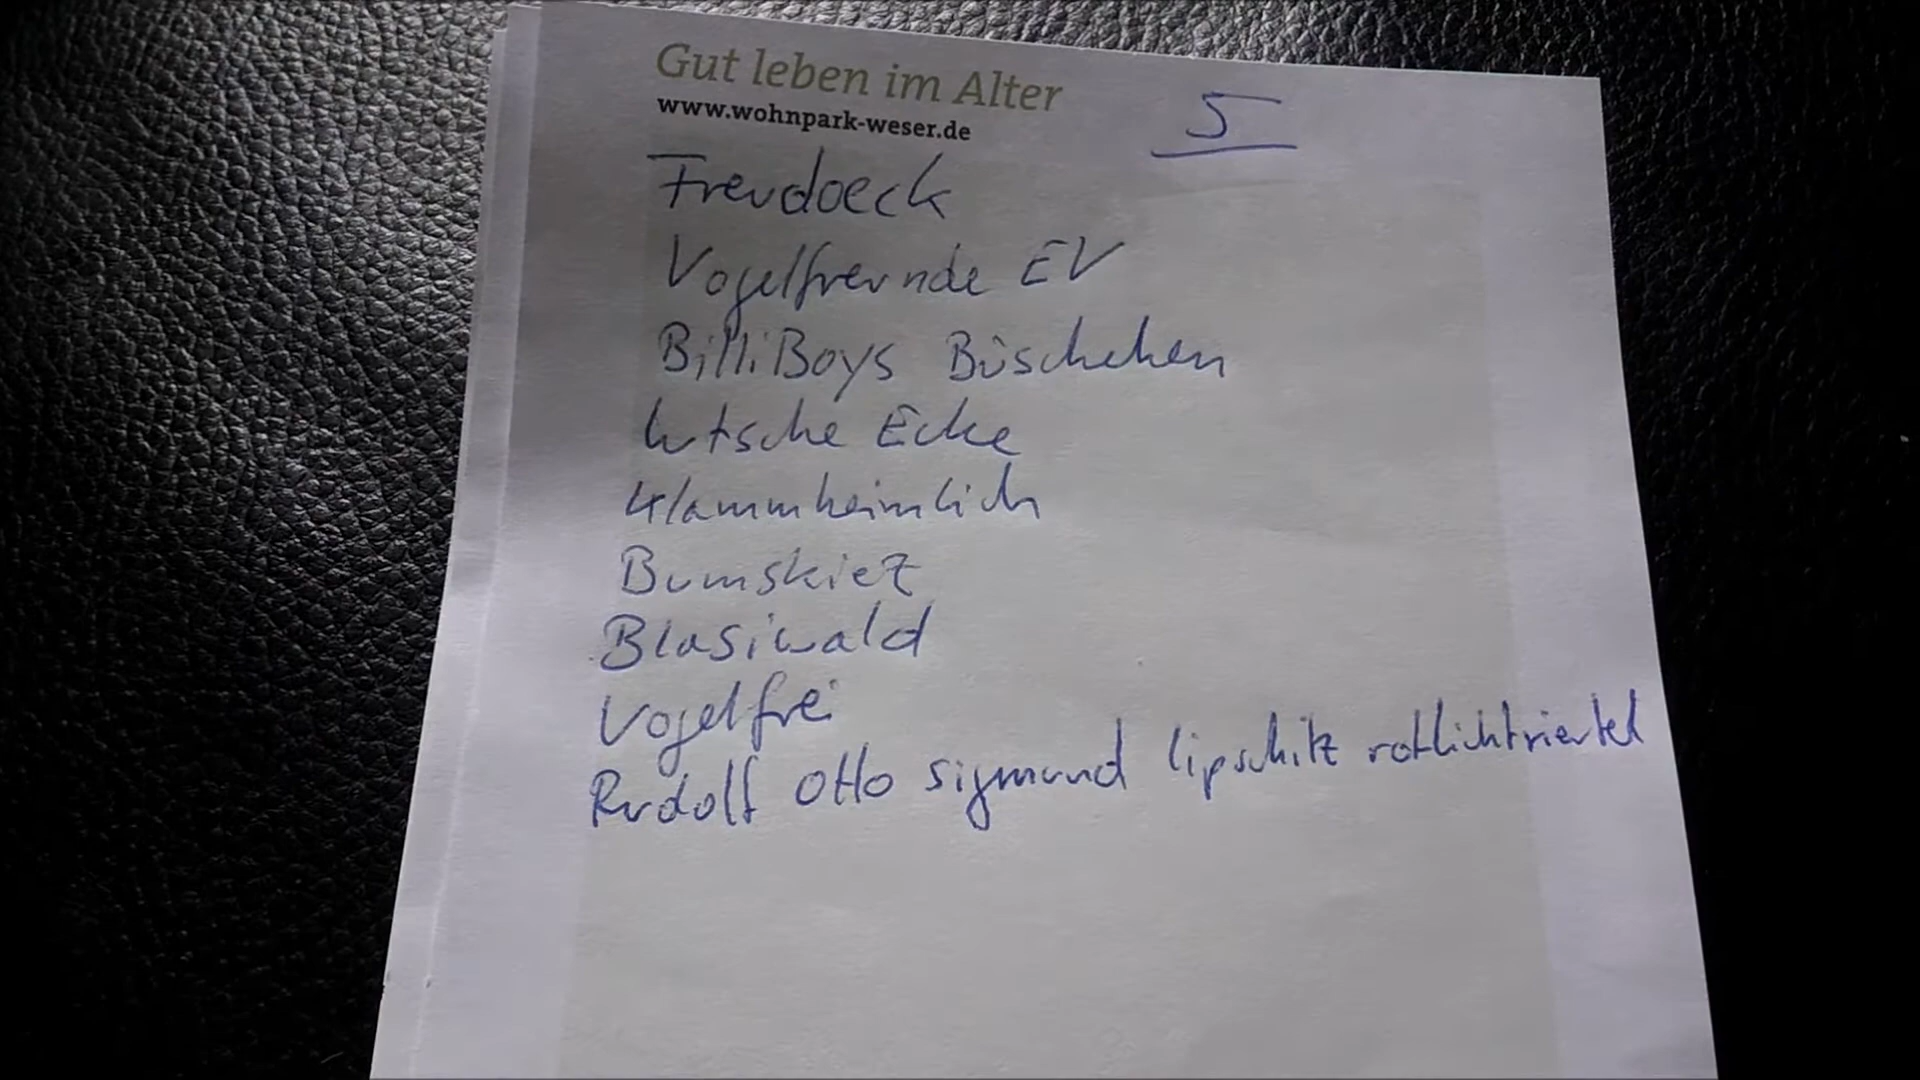 Gut leben im Alter
www.wohnpark-weser.de
5
Freudoeck
Vogelfreunde EV
BilliBoys Büschchen
lutsche Ecke
Klammheimlich
Bumskiez
Blasiwald
Vogelfrei
Rudolf Otto sigmund lipschitz rotlichtviertel